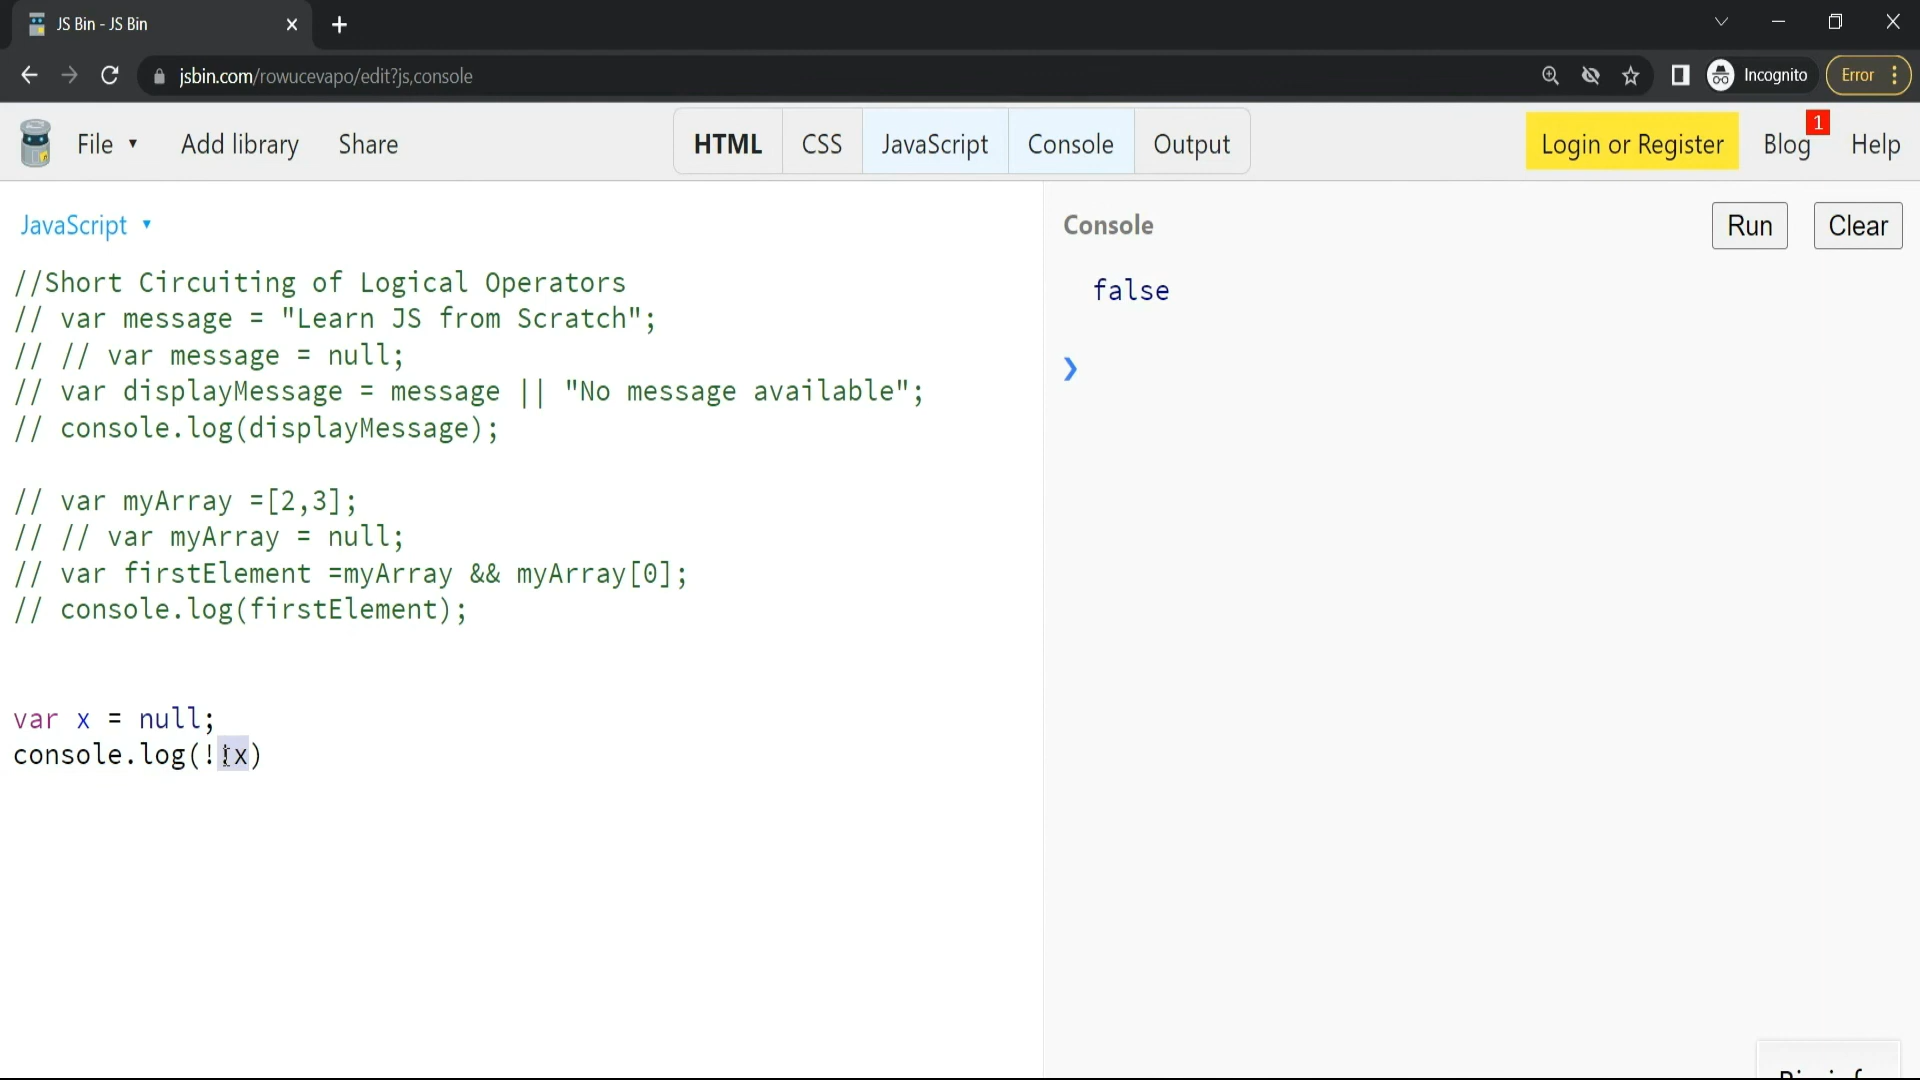 JS Bin - JS Bin
jsbin.com/rowucevapo/edit?js,console
Incognito
Error
File
Add library
Share
HTML
CSS
JavaScript
Console
Output
Login or Register
Blog
1
Help
JavaScript
Console
Run
Clear
//Short Circuiting of Logical Operators
// var message = "Learn JS from Scratch";
// // var message = null;
// var displayMessage = message || "No message available";
// console.log(displayMessage);
// var myArray =[2,3];
// // var myArray = null;
// var firstElement =myArray && myArray[0];
// console.log(firstElement);
var x = null;
console.log(!!x)
false